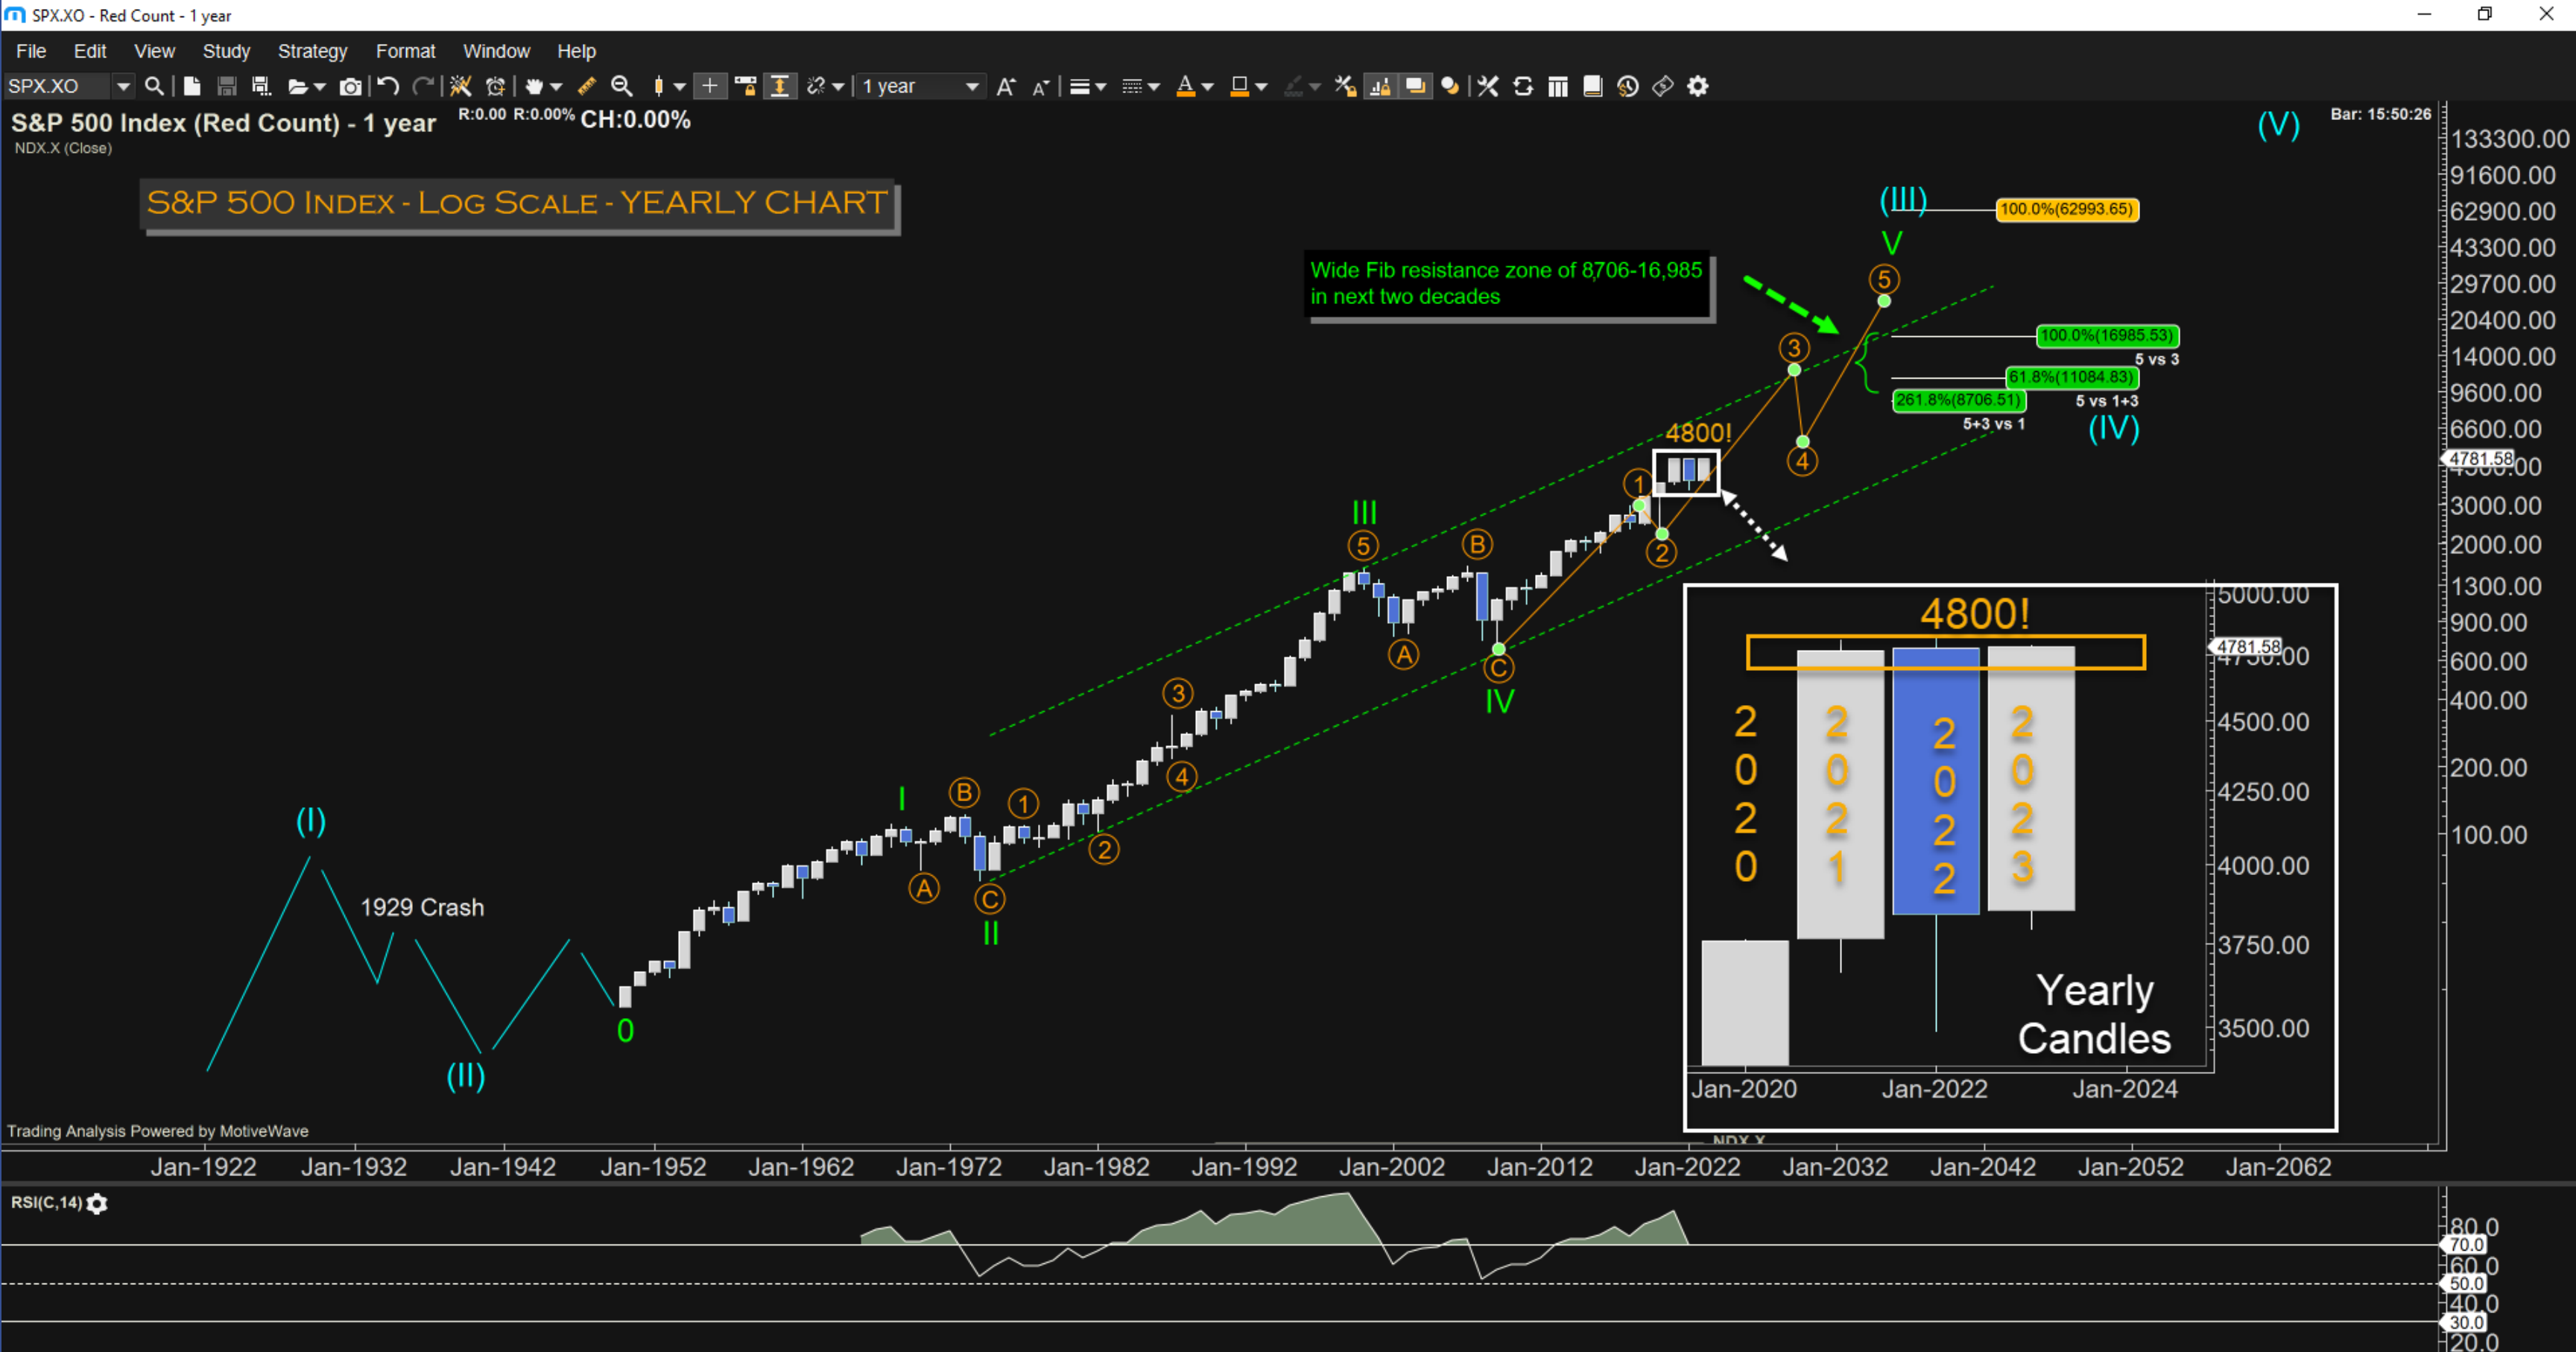 SPX.XO - Red Count - 1 year
File Edit View Study Strategy Format Window Help
SPX.XO
1 year
S&P 500 Index (Red Count) - 1 year R:0.00 R:0.00% CH:0.00%
Bar: 15:50:26
NDX.X (Close)
S&P 500 Index - Log Scale - YEARLY CHART
Wide Fib resistance zone of 8,706-16,985
in next two decades
(V)
(III)
100.0%(62993.65)
V
5
100.0%(16985.53)
5 vs 3
3
61.8%(11084.83)
5 vs 1+3
261.8%(8706.51)
5+3 vs 1
(IV)
4800!
4
1
2
III
5
B
A
C
IV
3
4
I
B
1
2
A
C
II
(I)
1929 Crash
(II)
0
133300.00
91600.00
62900.00
43300.00
29700.00
20400.00
14000.00
9600.00
6600.00
4781.58
3000.00
2000.00
1300.00
900.00
600.00
400.00
200.00
100.00
4800!
5000.00
4781.58
4750.00
4500.00
4250.00
4000.00
3750.00
3500.00
2020
2021
2022
2023
Yearly
Candles
Jan-2020 Jan-2022 Jan-2024
Trading Analysis Powered by MotiveWave
NDX.X
Jan-1922 Jan-1932 Jan-1942 Jan-1952 Jan-1962 Jan-1972 Jan-1982 Jan-1992 Jan-2002 Jan-2012 Jan-2022 Jan-2032 Jan-2042 Jan-2052 Jan-2062
RSI(C,14)
80.0
70.0
60.0
50.0
40.0
30.0
20.0